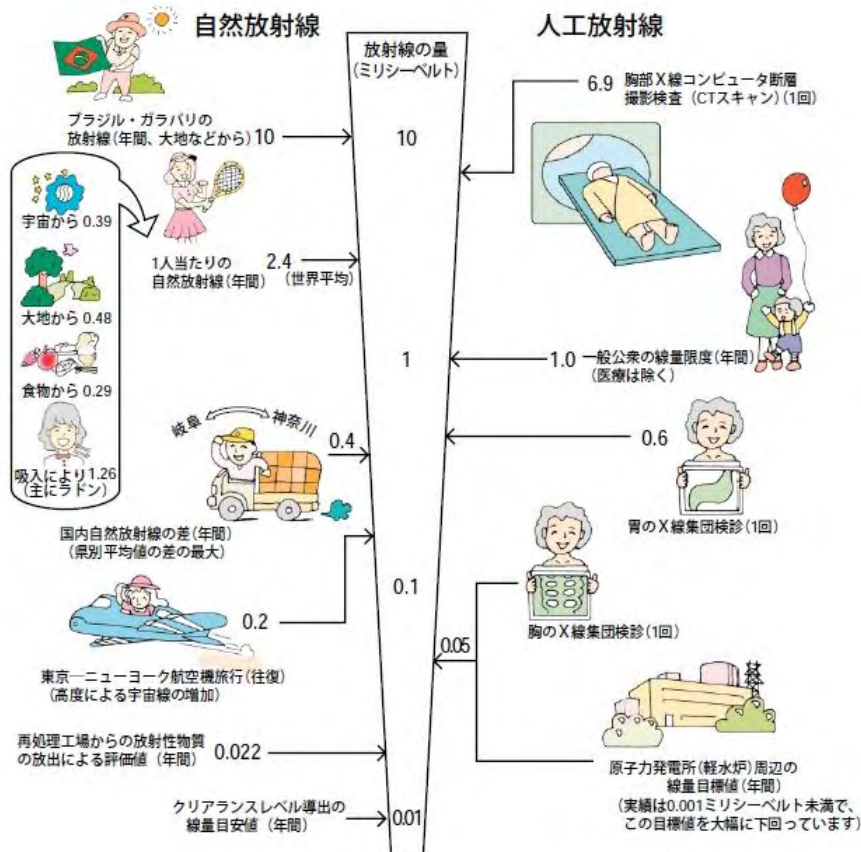 自然放射線
放射線の量
(ミリシーベルト)
人工放射線
10
1
0.1
0.01
ブラジル・ガラパリの
放射線(年間、大地などから) 10
宇宙から 0.39
大地から 0.48
食物から 0.29
吸入により 1.26
(主にラドン)
1人当たりの
自然放射線(年間)
2.4
(世界平均)
岐阜
神奈川
0.4
国内自然放射線の差(年間)
(県別平均値の差の最大)
0.2
東京―ニューヨーク航空機旅行(往復)
(高度による宇宙線の増加)
再処理工場からの放射性物質
の放出による評価値(年間)
0.022
クリアランスレベル導出の
線量目安値(年間)
6.9 胸部X線コンピュータ断層
撮影検査(CTスキャン)(1回)
1.0 一般公衆の線量限度(年間)
(医療は除く)
0.6
胃のX線集団検診(1回)
胸のX線集団検診(1回)
0.05
原子力発電所(軽水炉)周辺の
線量目標値(年間)
(実績は0.001ミリシーベルト未満で、
この目標値を大幅に下回っています)